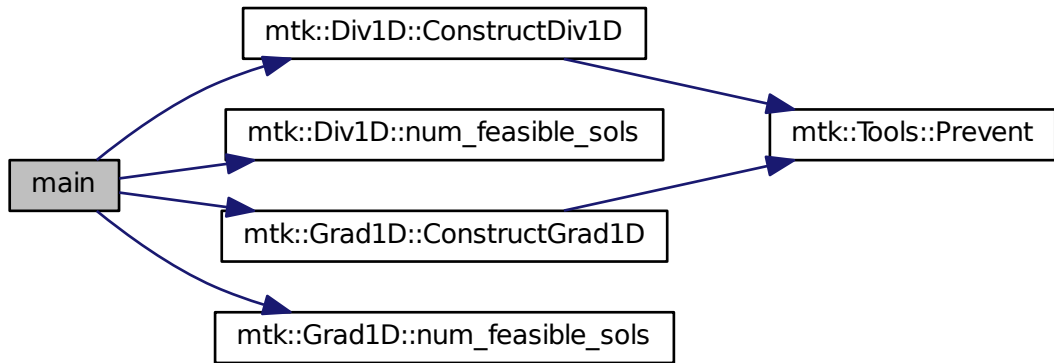 mtk::Div1D::ConstructDiv1D
mtk::Div1D::num_feasible_sols
mtk::Tools::Prevent
main
mtk::Grad1D::ConstructGrad1D
mtk::Grad1D::num_feasible_sols